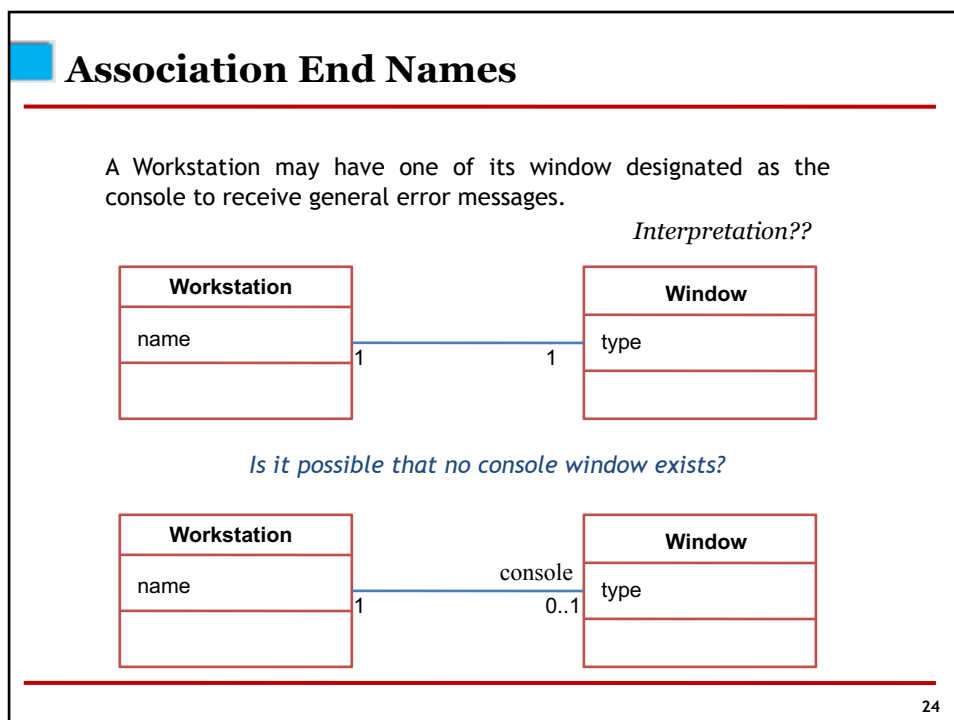 Association End Names
A Workstation may have one of its window designated as the
console to receive general error messages.
Interpretation??
Workstation
Window
name
type
1
1
Is it possible that no console window exists?
Workstation
Window
name
console
type
1
0..1
24